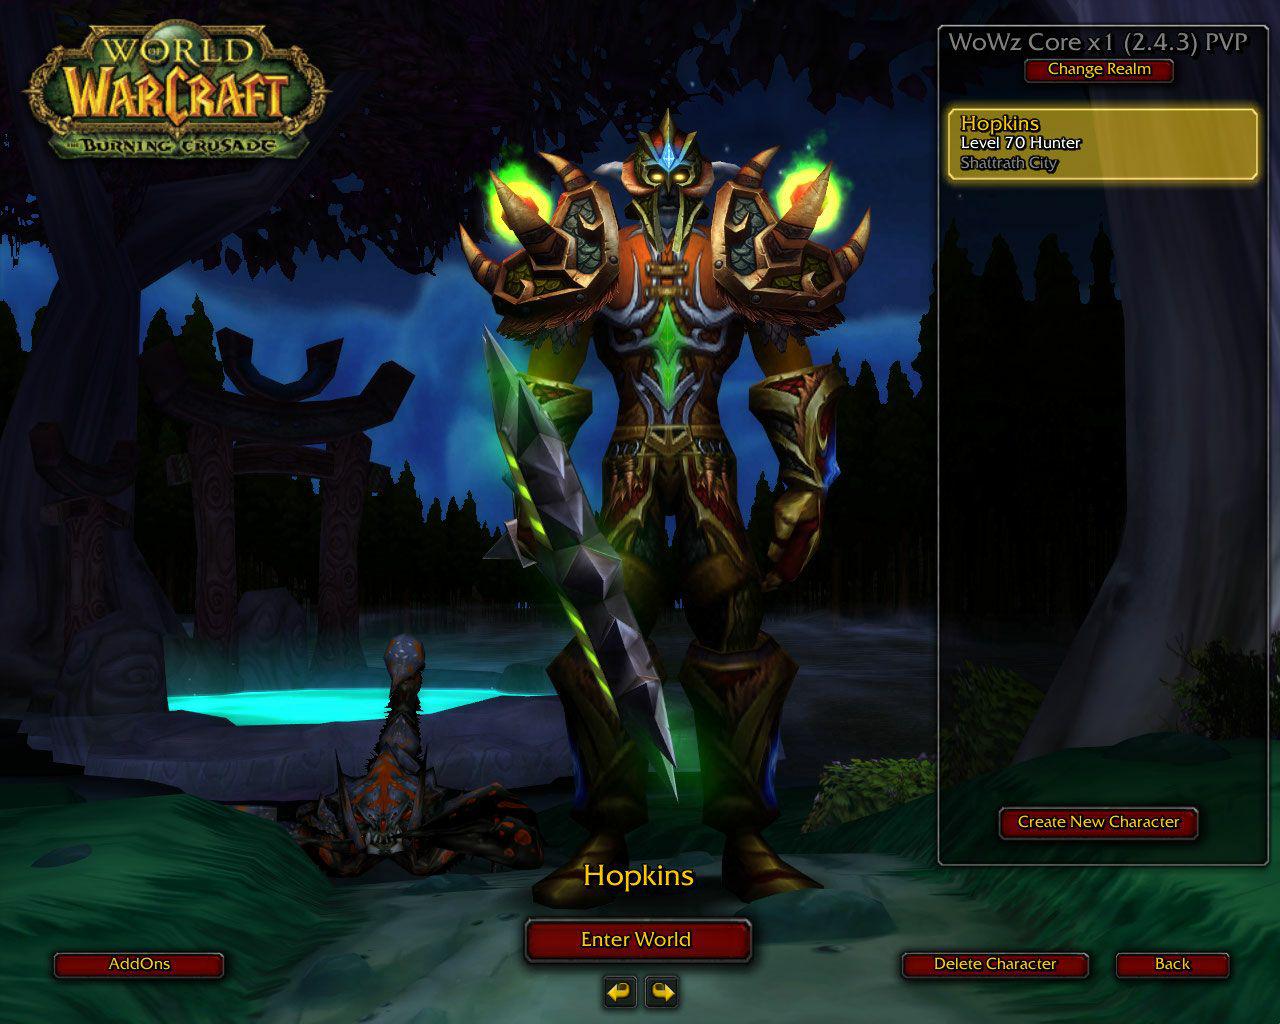 WORLD OF
WARCRAFT
THE BURNING CRUSADE
WoWz Core x1 (2.4.3) PVP
Change Realm
Hopkins
Level 70 Hunter
Shattrath City
Create New Character
Hopkins
Enter World
AddOns
Delete Character
Back